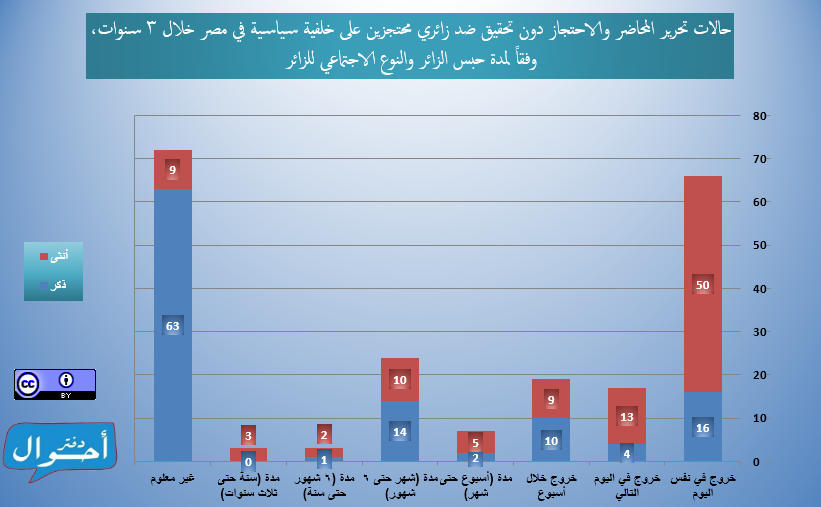 حالات تحرير المحاضر والاحتجاز دون تحقيق ضد زائري محتجزين على خلفية سياسية في مصر خلال ٣ سنوات،
وفقاً لمدة حبس الزائر والنوع الاجتماعي للزائر
80
70
60
50
40
30
20
10
0
50
16
13
4
9
10
5
2
10
14
2
1
3
0
9
63
خروج في نفس
اليوم
خروج في اليوم
التالي
خروج خلال
أسبوع
مدة (أسبوع حتى
شهر)
مدة (شهر حتى ٦
شهور)
مدة (٦ شهور
حتى سنة)
مدة (سنة حتى
ثلاث سنوات)
غير معلوم
أنثى
ذكر
cc
BY
دفتر
أحوال